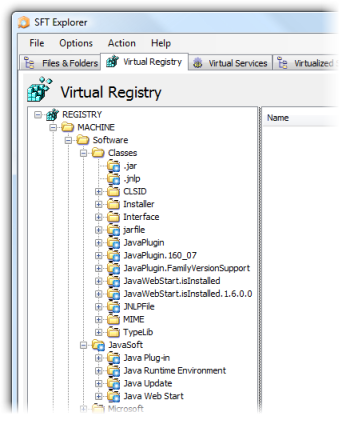 SFT Explorer
File Options Action Help
Files & Folders Virtual Registry Virtual Services Virtualized
Virtual Registry
REGISTRY
Name
MACHINE
Software
Classes
.jar
.jnlp
CLSID
Installer
Interface
jarfile
JavaPlugin
JavaPlugin.160_07
JavaPlugin.FamilyVersionSupport
JavaWebStart.isInstalled
JavaWebStart.isInstalled.1.6.0.0
JNLPFile
MIME
TypeLib
JavaSoft
Java Plug-in
Java Runtime Environment
Java Update
Java Web Start
Microsoft